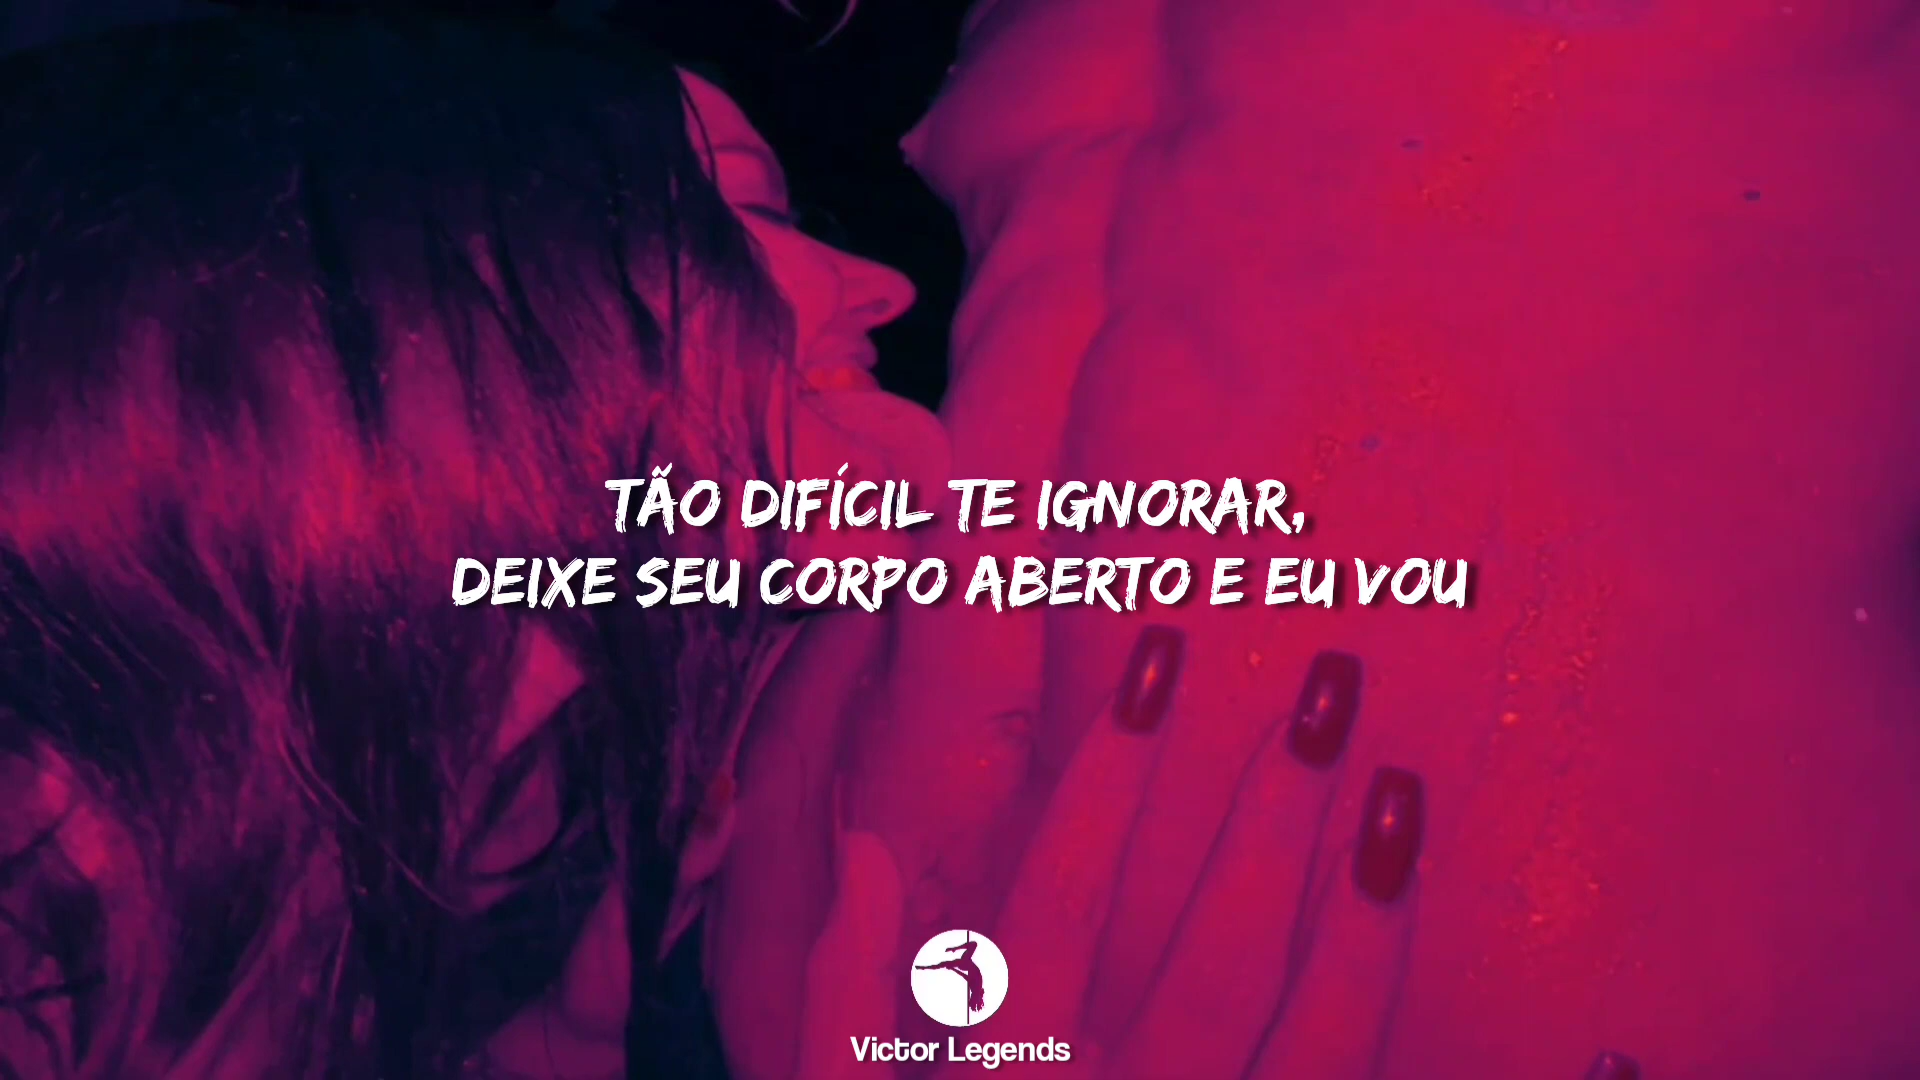 TÃO DIFÍCIL TE IGNORAR,
DEIXE SEU CORPO ABERTO E EU VOU
Victor Legends